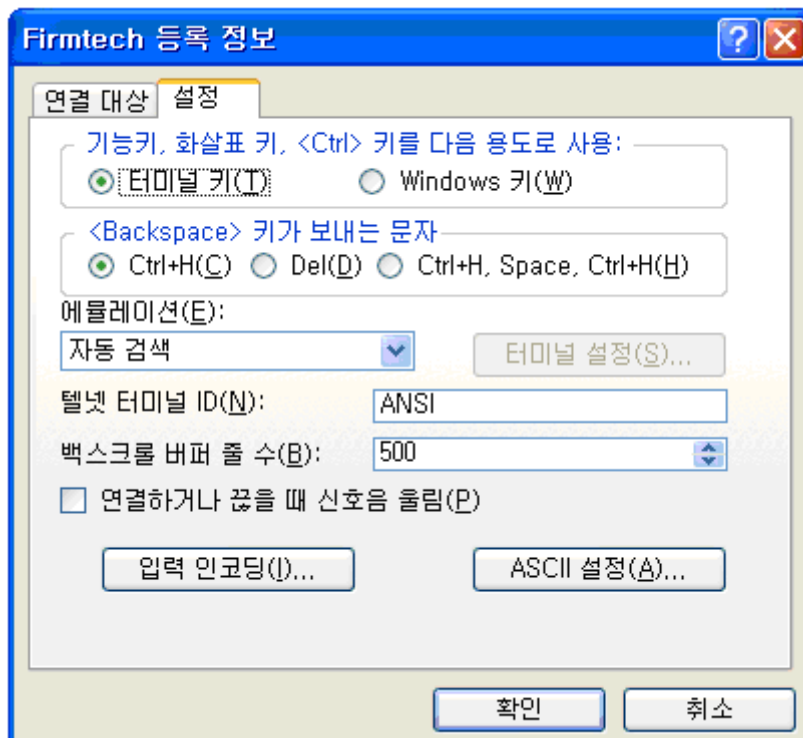 Firmtech 등록 정보
연결 대상 설정
기능키, 화살표 키, <Ctrl> 키를 다음 용도로 사용:
터미널 키(T) Windows 키(W)
<Backspace> 키가 보내는 문자
Ctrl+H(C) Del(D) Ctrl+H, Space, Ctrl+H(H)
에뮬레이션(E):
자동 검색 터미널 설정(S)...
텔넷 터미널 ID(N): ANSI
백스크롤 버퍼 줄 수(B): 500
연결하거나 끊을 때 신호음 울림(P)
입력 인코딩(I)... ASCII 설정(A)...
확인 취소